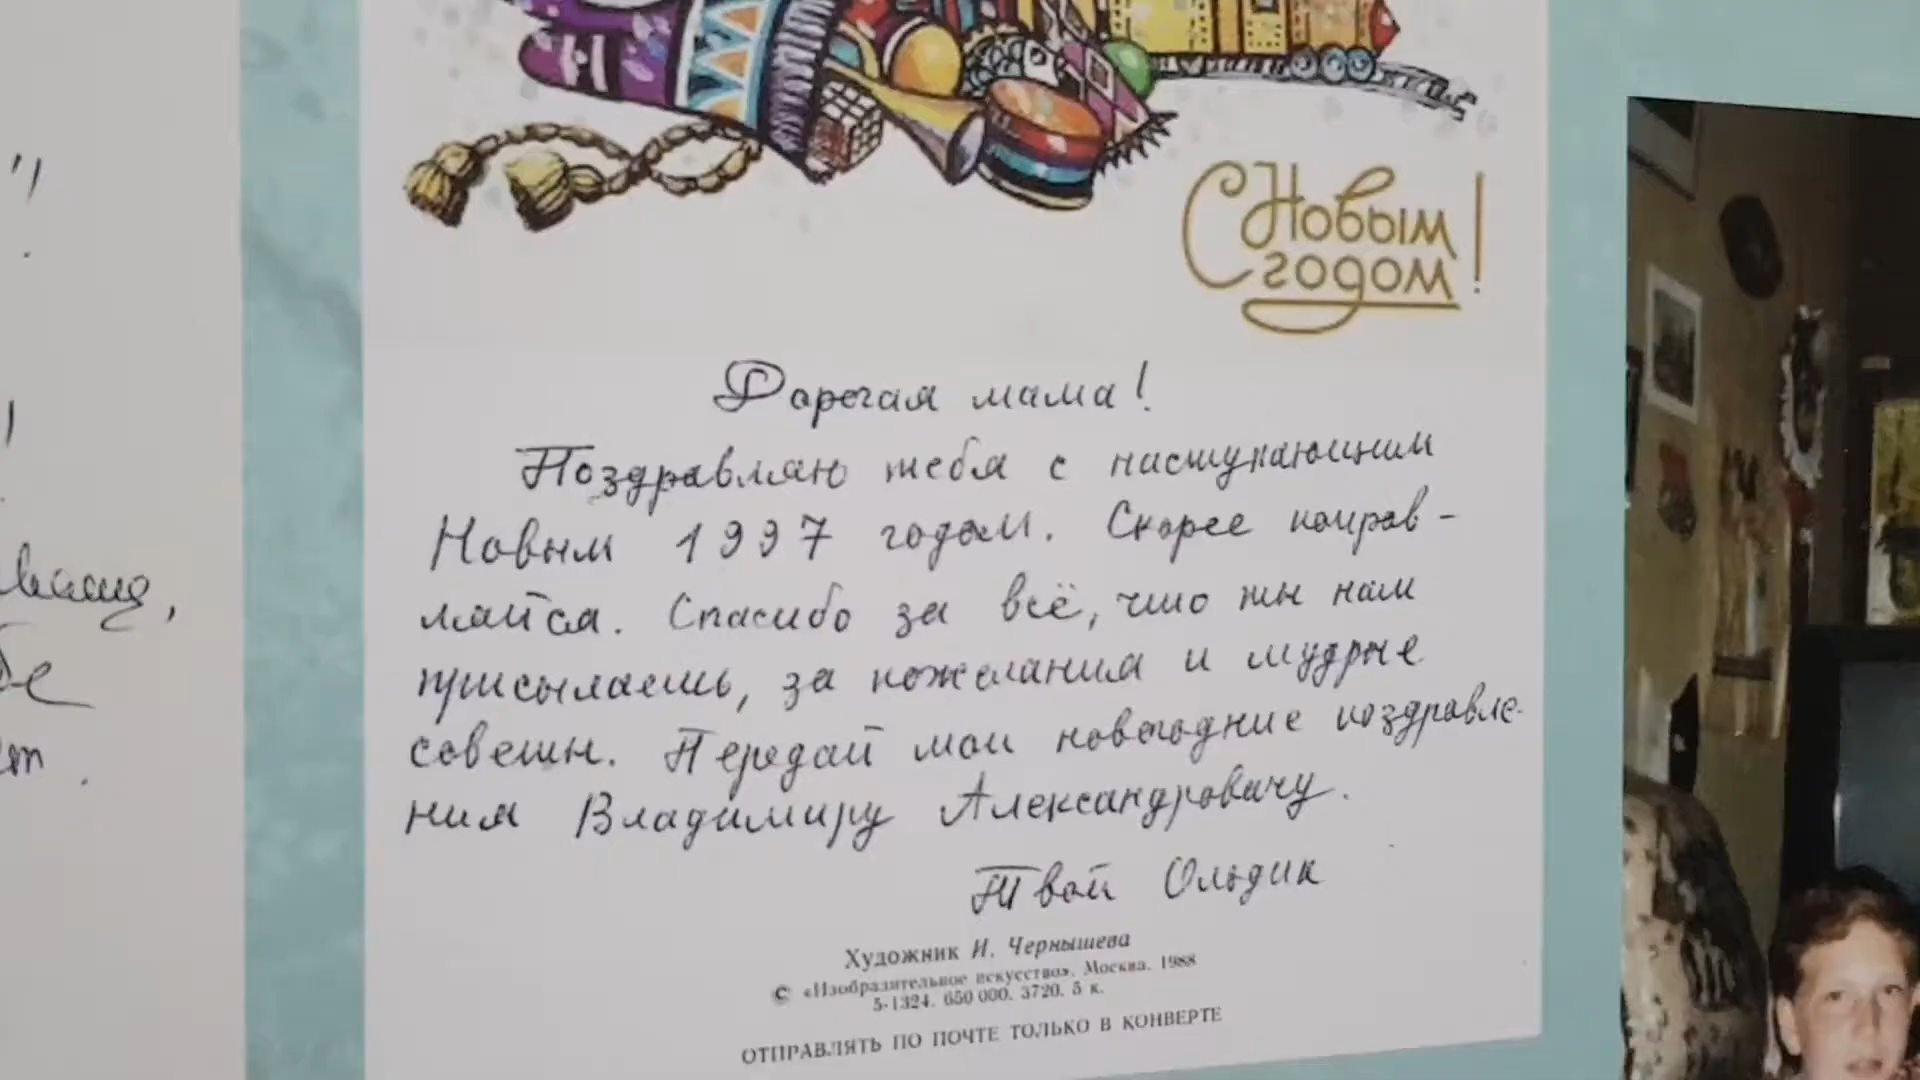 С Новым
годом!
Дорогая мама!
Поздравляю тебя с наступающим
Новым 1997 годом. Скорее поправ-
ляйся. Спасибо за всё, что ты нам
присылаешь, за пожелания и мудрые
советы. Передай мои новогодние поздравле-
ния Владимиру Александровичу.
Твой Ольдик
Художник И. Чернышева
© «Изобразительное искусство». Москва. 1988
5-1324. 650 000. 3720. 5 к.
ОТПРАВЛЯТЬ ПО ПОЧТЕ ТОЛЬКО В КОНВЕРТЕ